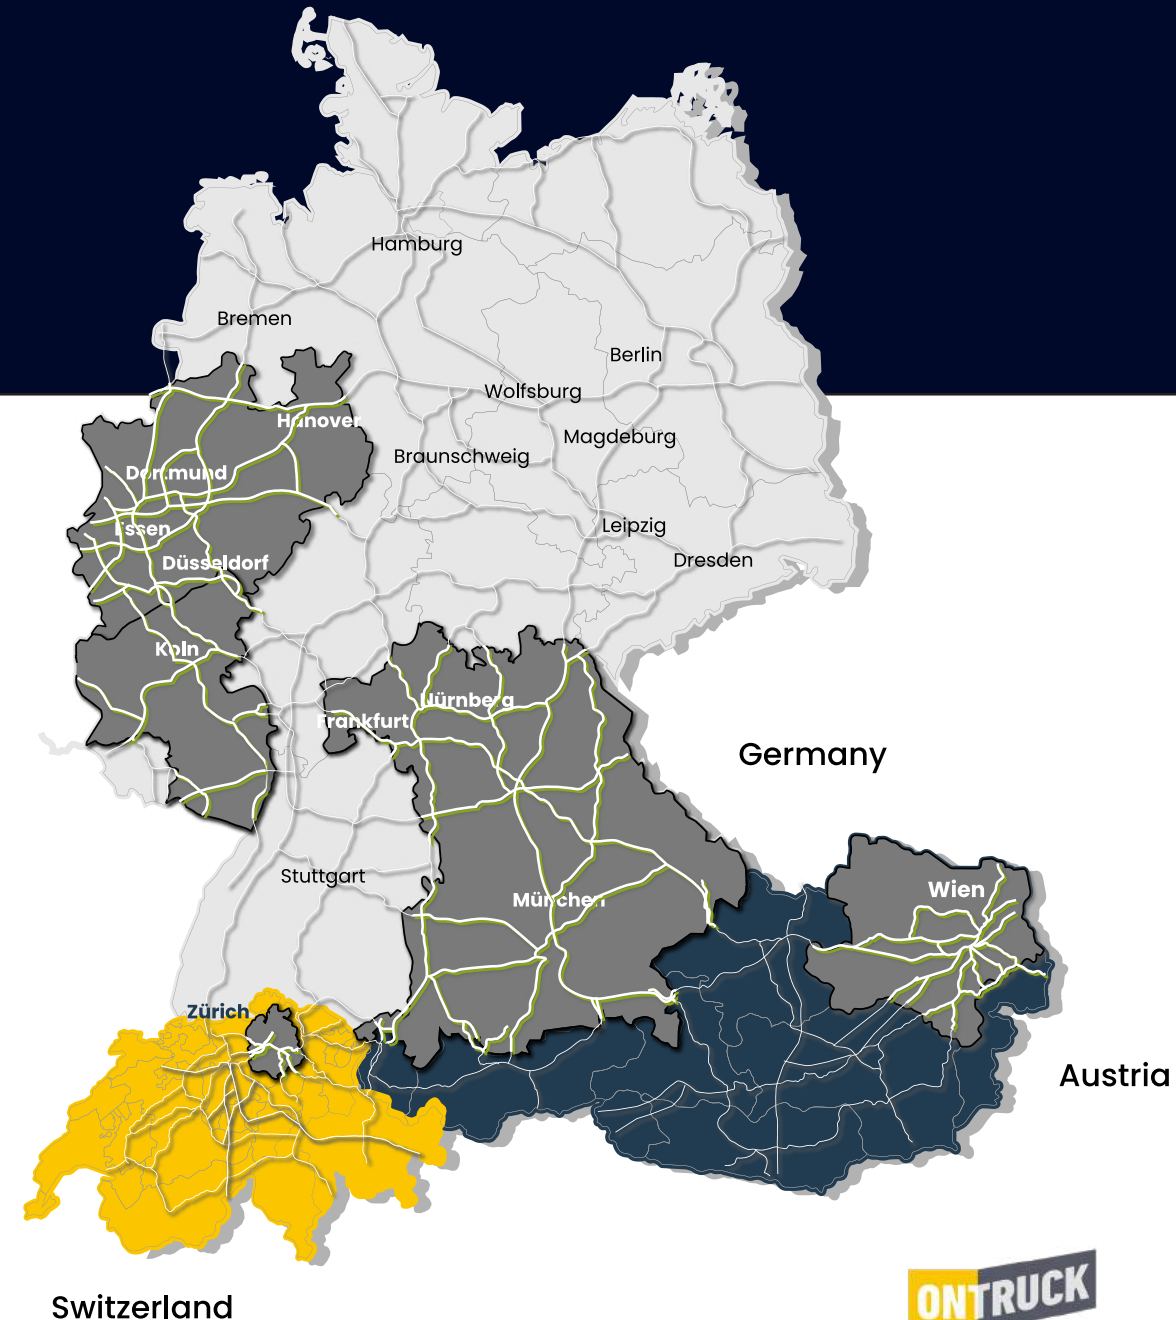 Hamburg
Bremen
Berlin
Wolfsburg
Hanover
Magdeburg
Braunschweig
Dortmund
Essen
Leipzig
Dresden
Düsseldorf
Köln
Nürnberg
Frankfurt
Germany
Stuttgart
Wien
München
Zürich
Austria
Switzerland
ONTRUCK